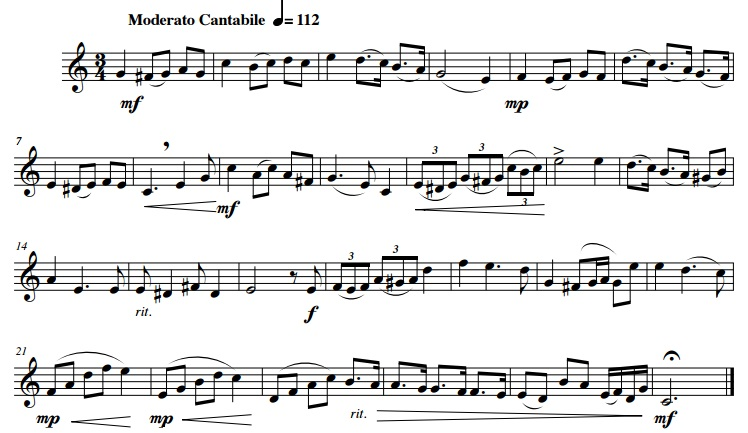 Moderato Cantabile ♩= 112
3
4
mf
mp
7
mf
3 3
3
>
14
rit.
f
3 3
21
mp
mp
rit.
mf